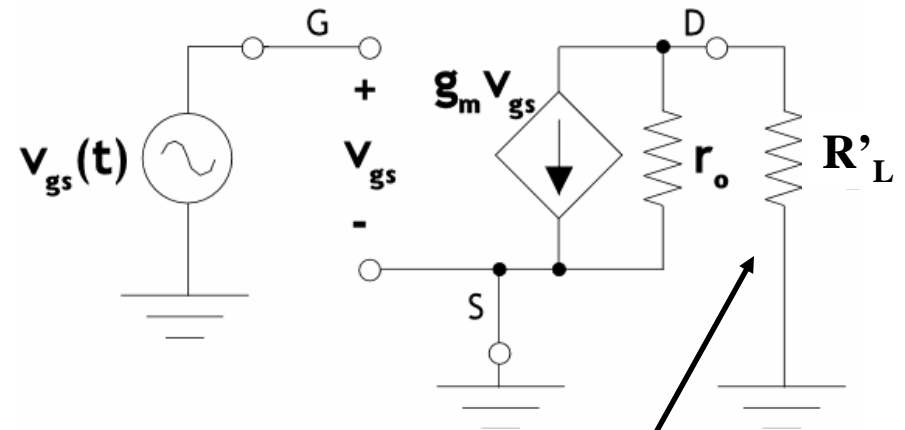 G
D
+
g_m v_gs
v_gs(t)
v_gs
r_o
R’_L
-
S